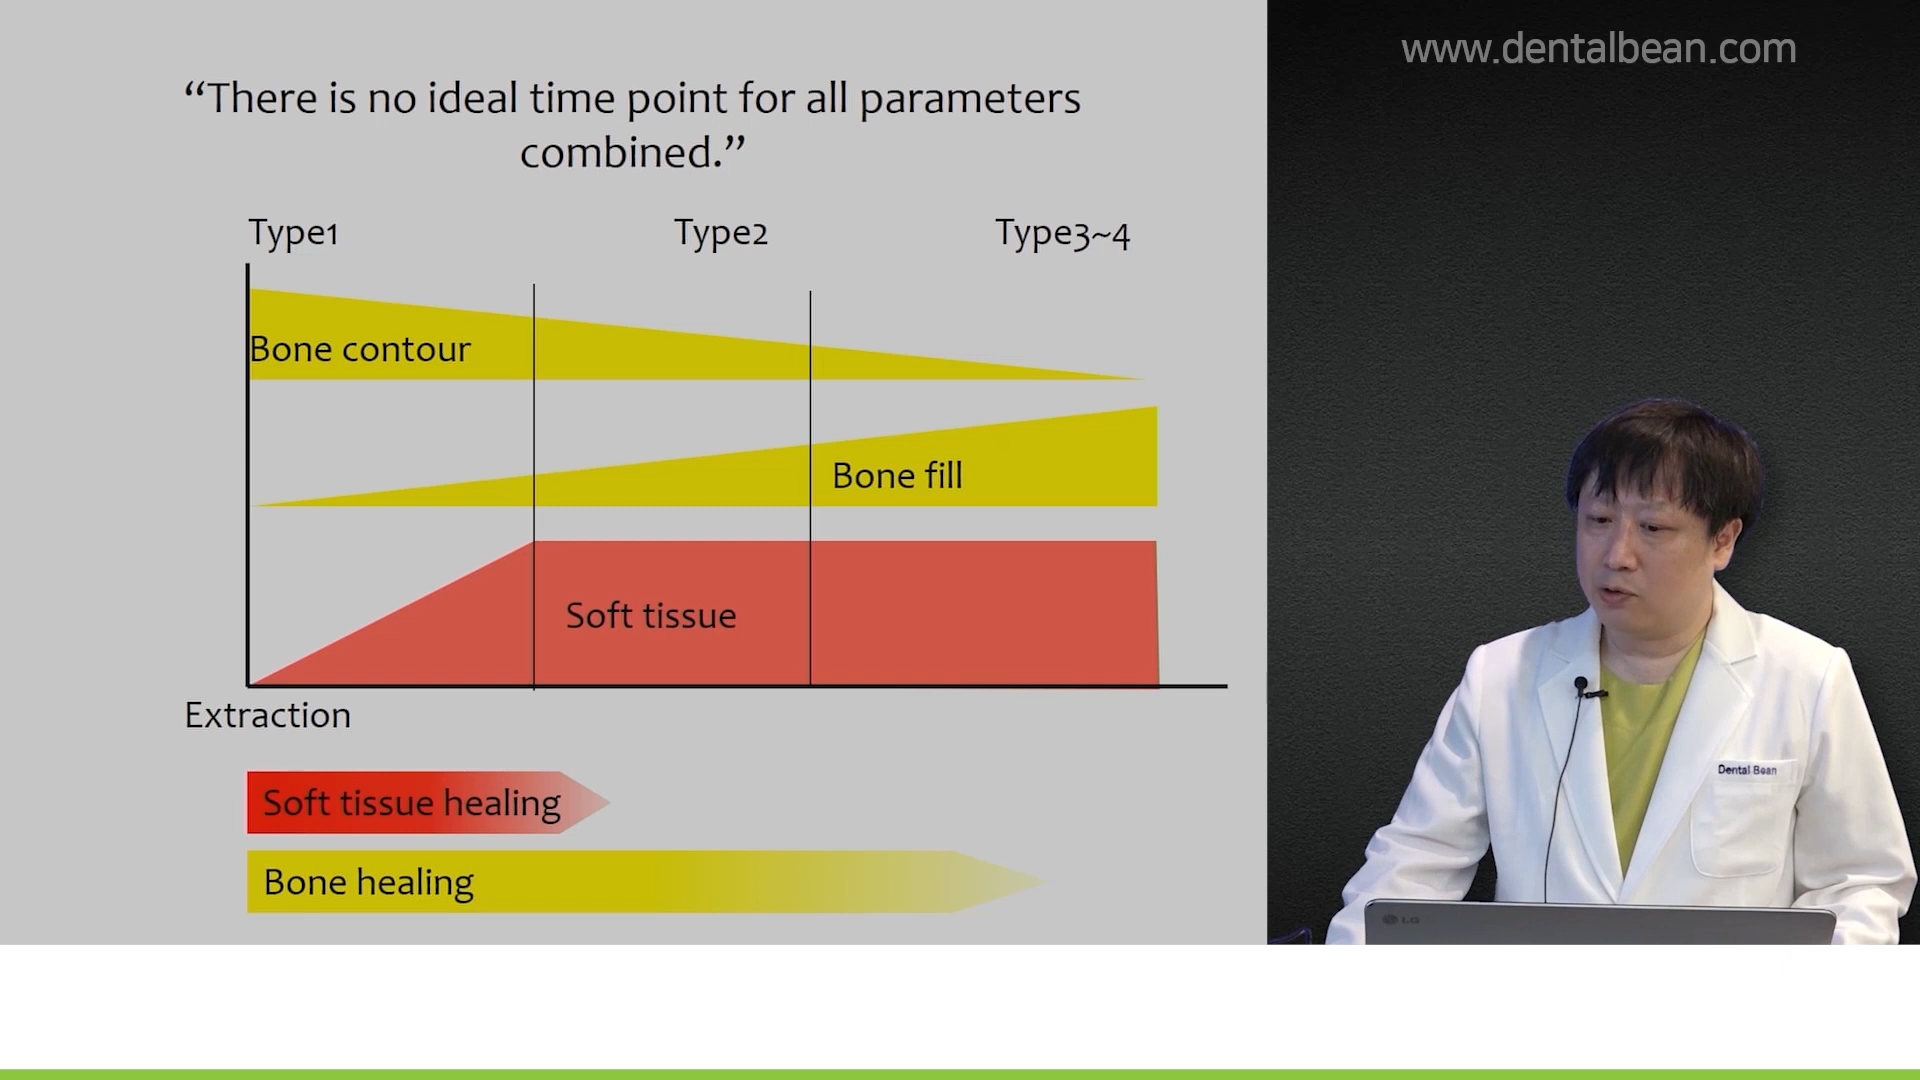 www.dentalbean.com
“There is no ideal time point for all parameters
combined.”
Type1
Type2
Type3~4
Bone contour
Bone fill
Soft tissue
Extraction
Soft tissue healing
Bone healing
Dental Bean
LG